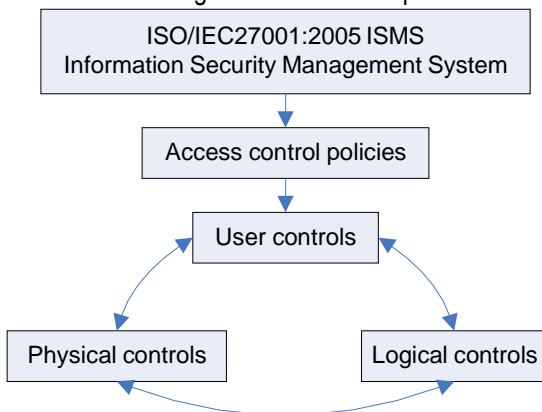 ISO/IEC27001:2005 ISMS
Information Security Management System
Access control policies
User controls
Physical controls
Logical controls